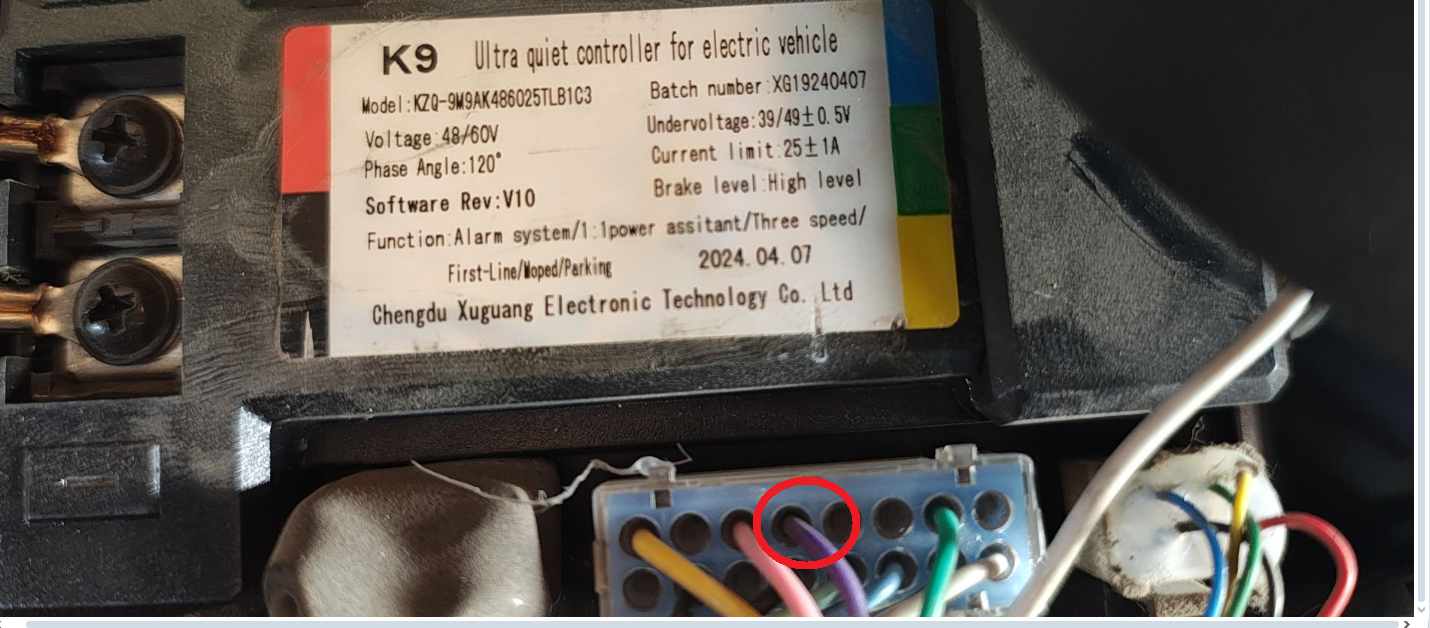 K9 Ultra quiet controller for electric vehicle
Model:KZQ-9M9AK486025TLB1C3 Batch number:XG19240407
Voltage:48/60V Undervoltage:39/49±0.5V
Phase Angle:120° Current limit:25±1A
Software Rev:V10 Brake level:High level
Function:Alarm system/1:1power assitant/Three speed/
First-Line/Moped/Parking 2024.04.07
Chengdu Xuguang Electronic Technology Co. Ltd